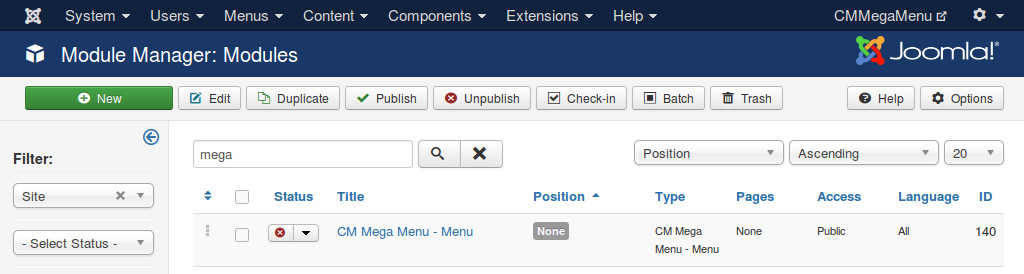 System Users Menus Content Components Extensions Help CMMegaMenu
Module Manager: Modules Joomla!®
New Edit Duplicate Publish Unpublish Check-in Batch Trash Help Options
Filter:
mega Position Ascending 20
Site
Status Title Position Type Pages Access Language ID
- Select Status -
CM Mega Menu - Menu None CM Mega None Public All 140
Menu - Menu